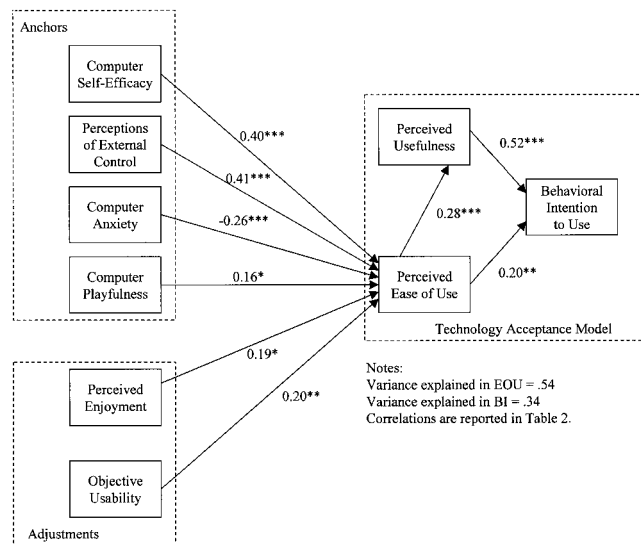 Anchors
Computer
Self-Efficacy
Perceptions
of External
Control
Computer
Anxiety
Computer
Playfulness
0.40***
0.41***
-0.26***
0.16*
0.19*
0.20**
Perceived
Enjoyment
Objective
Usability
Adjustments
Perceived
Usefulness
0.52***
Behavioral
Intention
to Use
0.28***
Perceived
Ease of Use
0.20**
Technology Acceptance Model
Notes:
Variance explained in EOU = .54
Variance explained in BI = .34
Correlations are reported in Table 2.